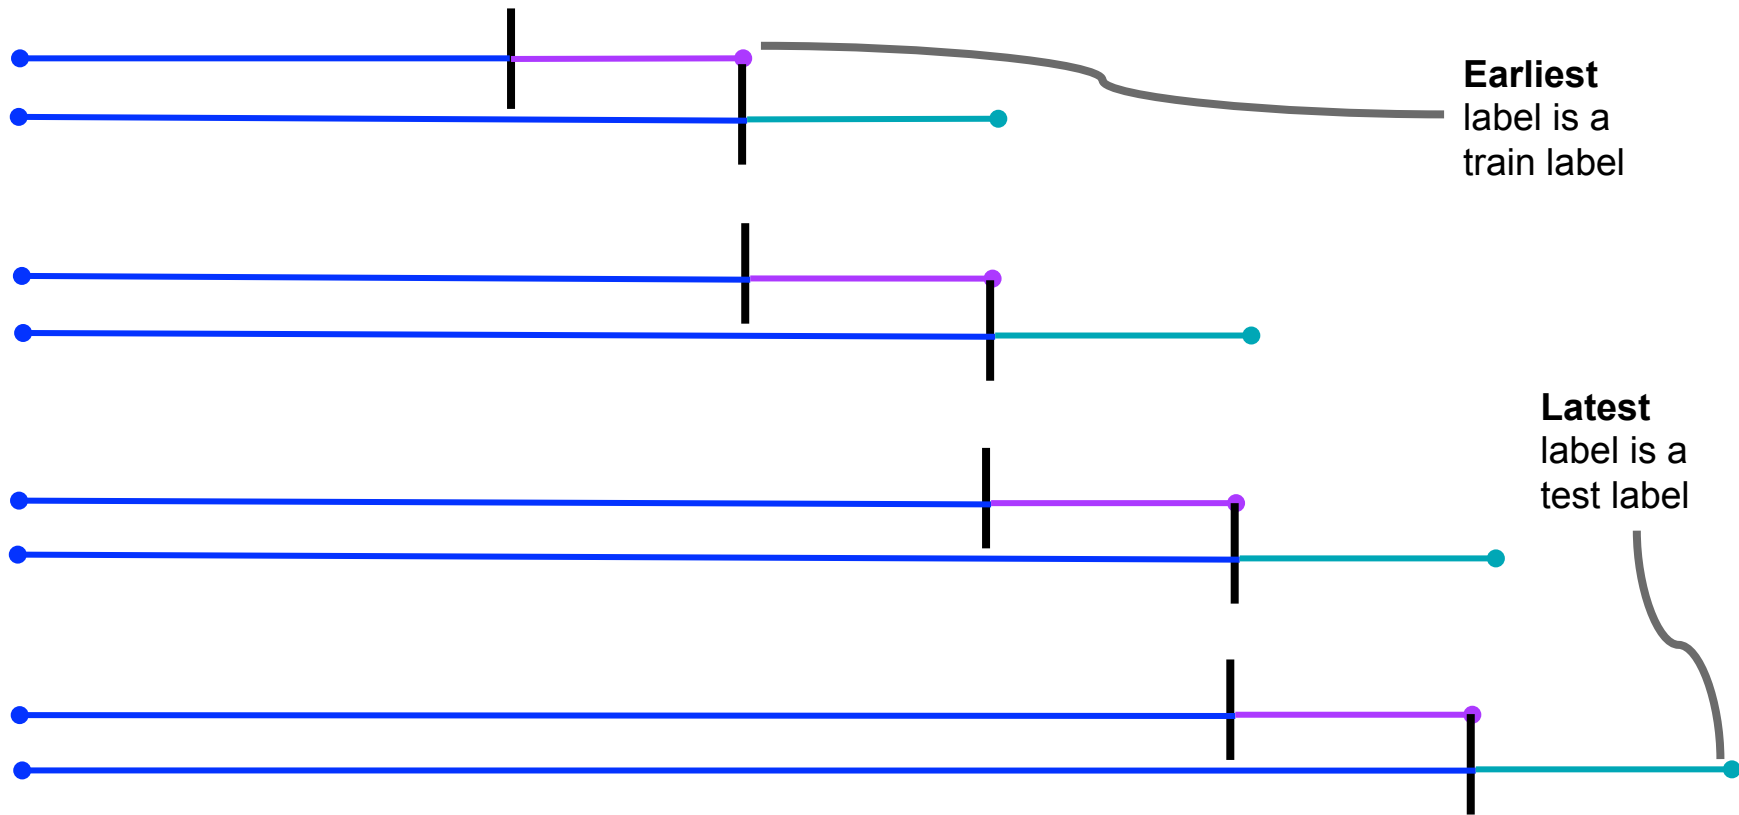 Earliest
label is a
train label
Latest
label is a
test label